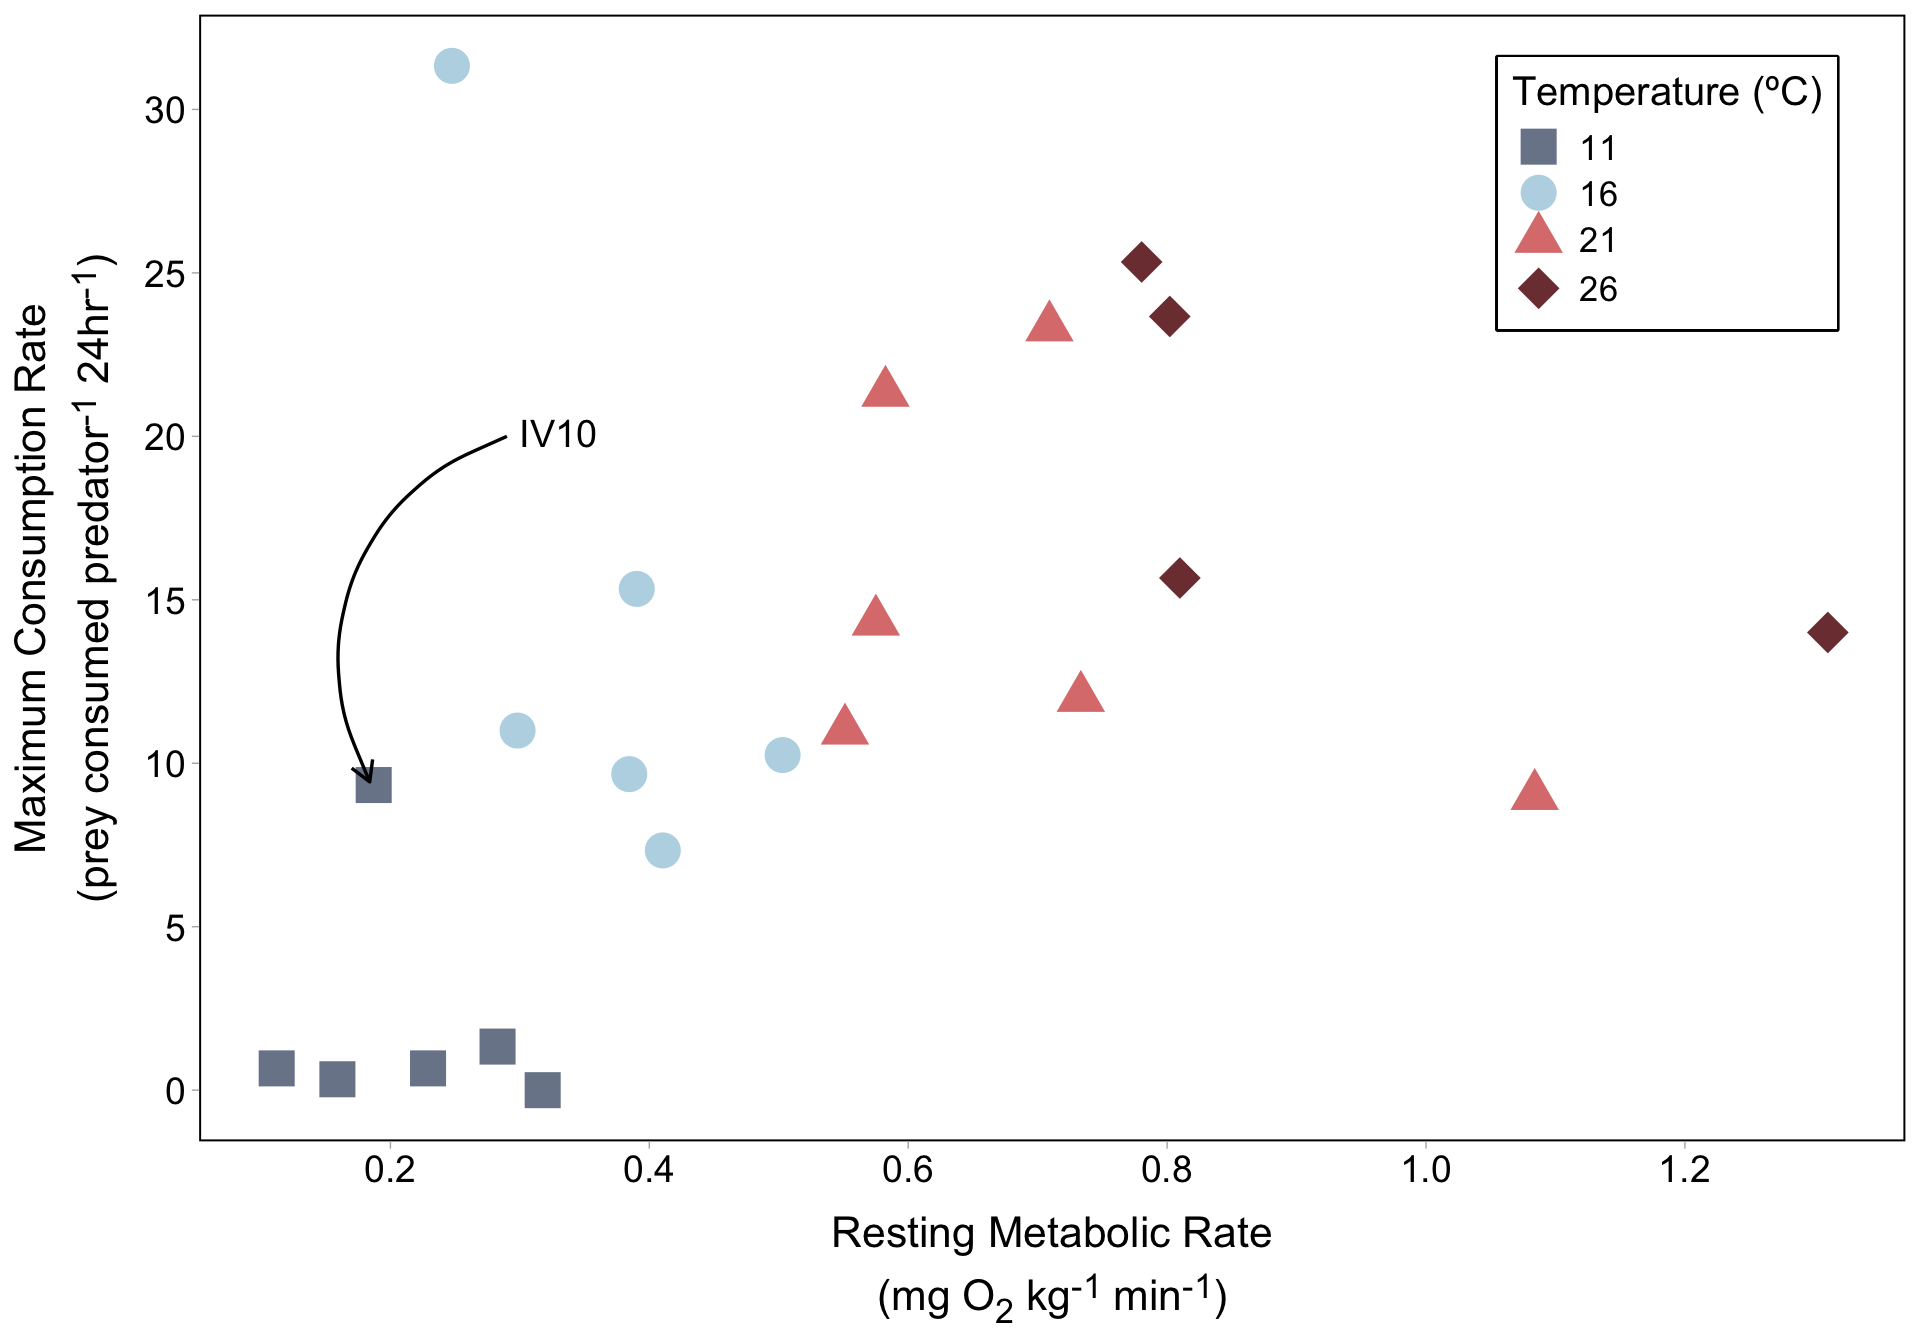 Maximum Consumption Rate
(prey consumed predator⁻¹ 24hr⁻¹)
30
25
20
15
10
5
0
IV10
Temperature (ºC)
11
16
21
26
0.2
0.4
0.6
0.8
1.0
1.2
Resting Metabolic Rate
(mg O₂ kg⁻¹ min⁻¹)